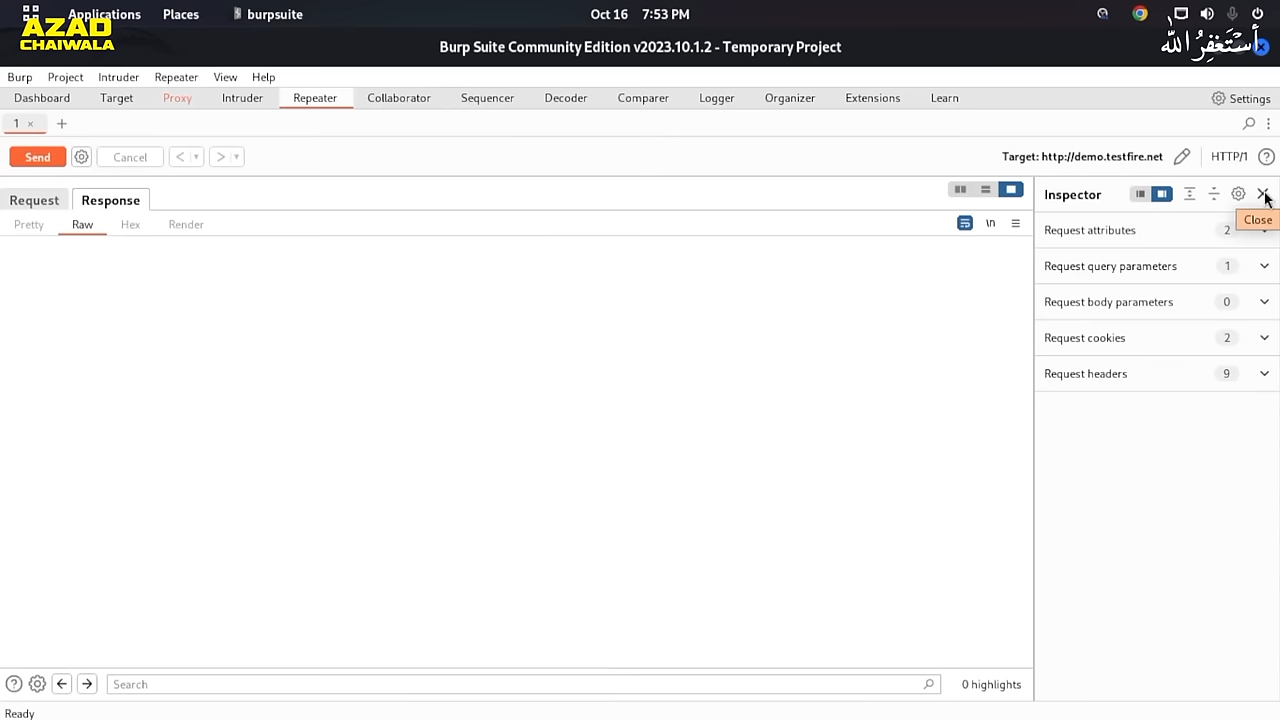 Applications Places burpsuite Oct 16 7:53 PM
AZAD
CHAIWALA
أستغفر الله
Burp Suite Community Edition v2023.10.1.2 - Temporary Project
Burp Project Intruder Repeater View Help
Dashboard Target Proxy Intruder Repeater Collaborator Sequencer Decoder Comparer Logger Organizer Extensions Learn Settings
1 × +
Send Cancel < > Target: http://demo.testfire.net HTTP/1 ?
Request Response
Pretty Raw Hex Render \n
Inspector
Close
Request attributes 2
Request query parameters 1
Request body parameters 0
Request cookies 2
Request headers 9
Search 0 highlights
Ready